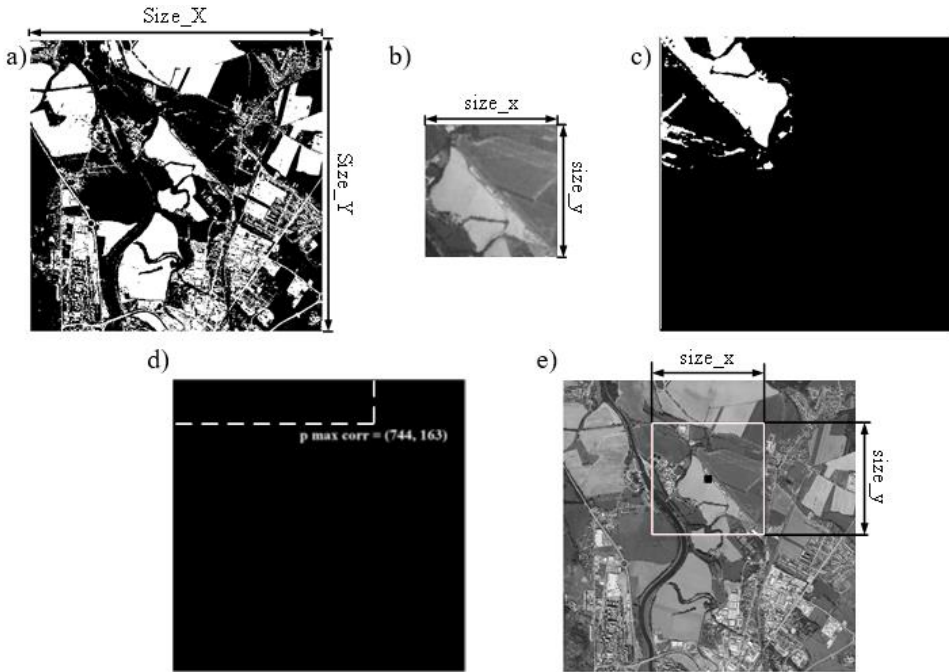 Size_X
a)
Size_Y
b)
size_x
size_y
c)
d)
p max corr = (744, 163)
e)
size_x
size_y